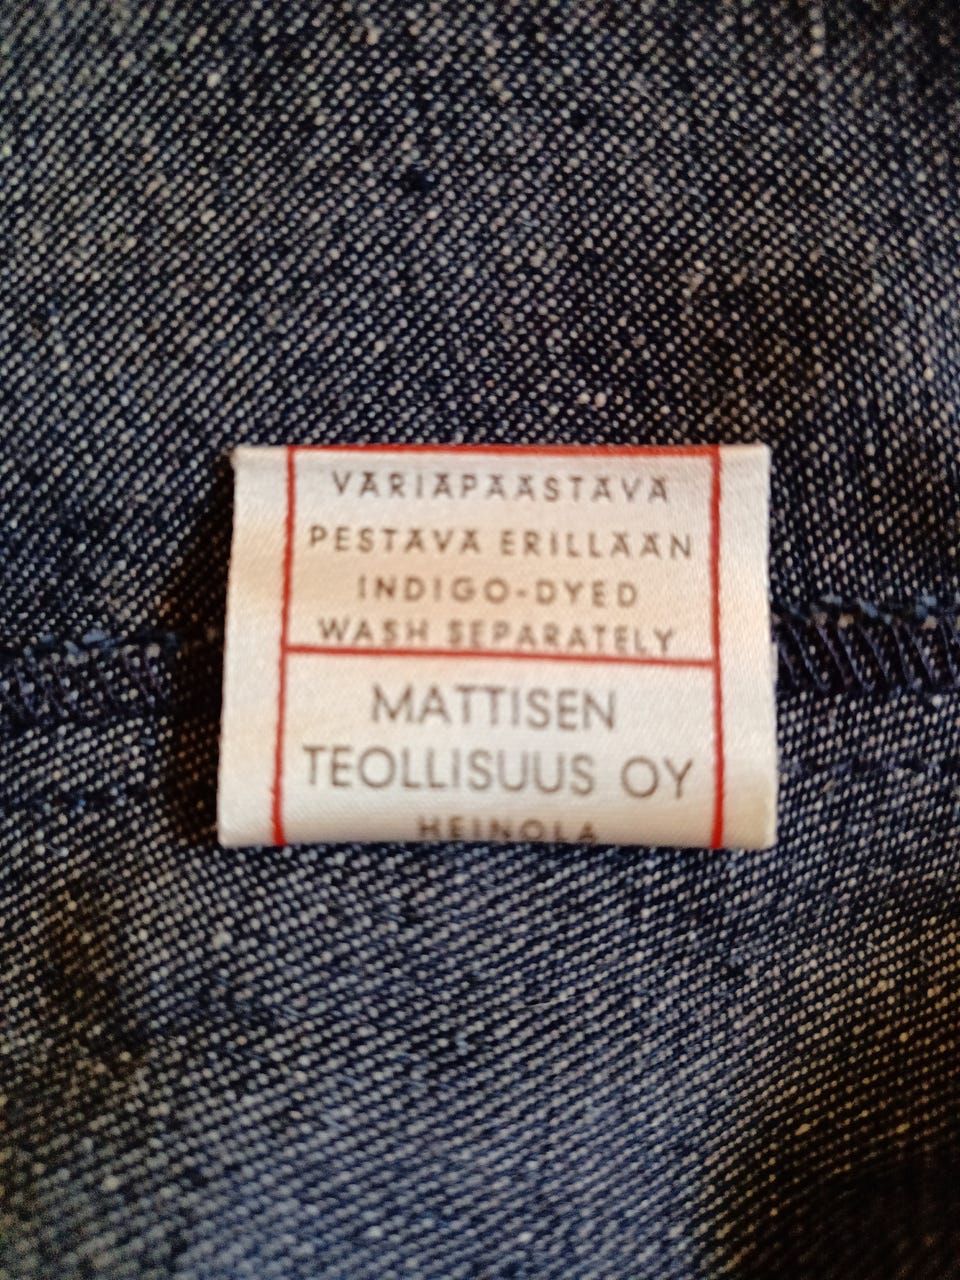 VÄRIÄPÄÄSTÄVÄ
PESTÄVÄ ERILLÄÄN
INDIGO-DYED
WASH SEPARATELY
MATTISEN
TEOLLISUUS OY
HEINOLA